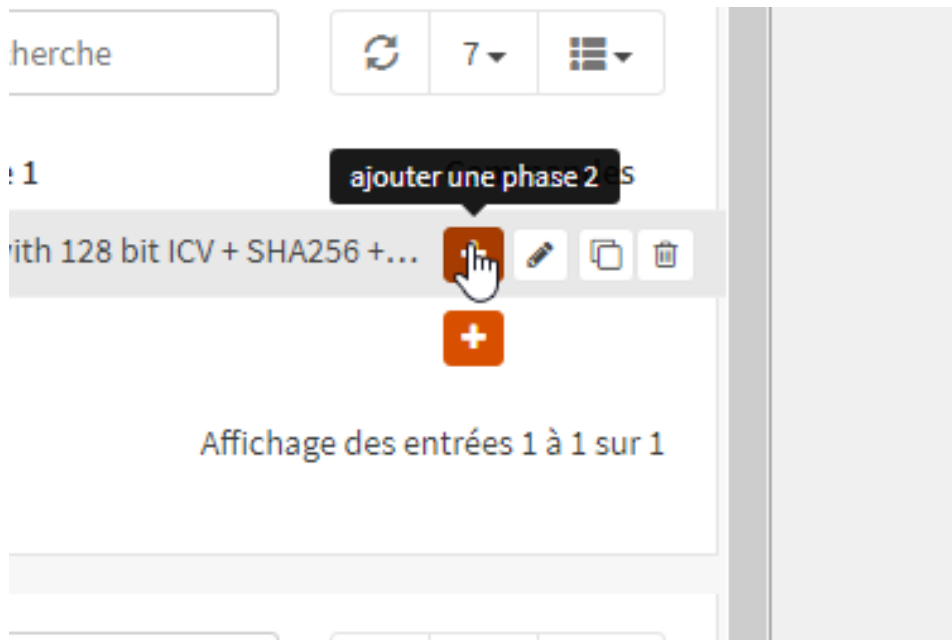 herche
7
1
ajouter une phase 2
ith 128 bit ICV + SHA256 +...
Affichage des entrées 1 à 1 sur 1